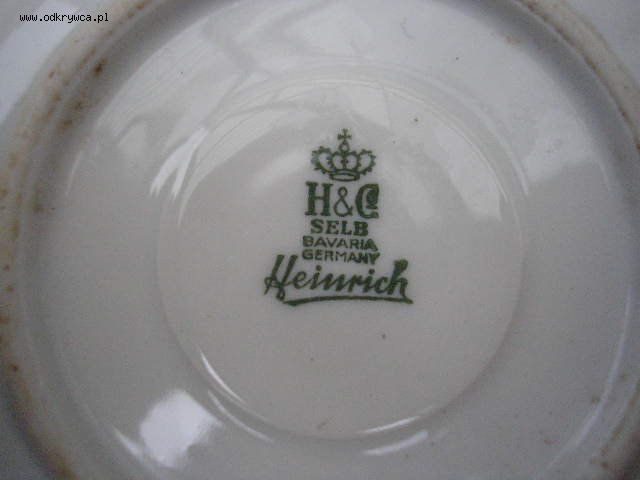 www.odkrywca.pl
H&Co
SELB
BAVARIA
GERMANY
Heinrich